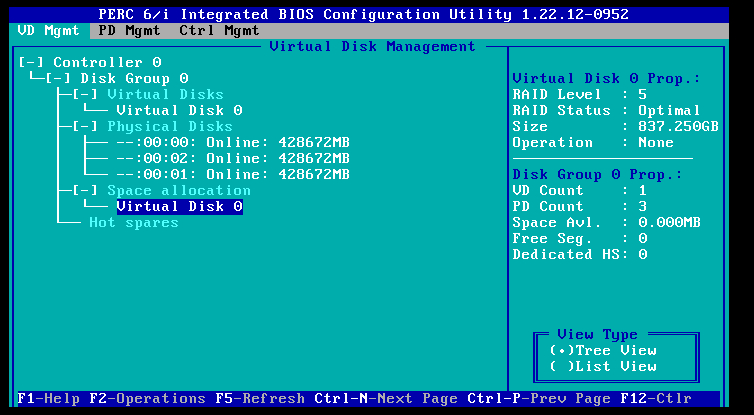 PERC 6/i Integrated BIOS Configuration Utility 1.22.12-0952
VD Mgmt PD Mgmt Ctrl Mgmt
Virtual Disk Management
[-] Controller 0
[-] Disk Group 0
[-] Virtual Disks
Virtual Disk 0
[-] Physical Disks
--:00:00: Online: 428672MB
--:00:02: Online: 428672MB
--:00:01: Online: 428672MB
[-] Space allocation
Virtual Disk 0
Hot spares
Virtual Disk 0 Prop.:
RAID Level : 5
RAID Status : Optimal
Size : 837.250GB
Operation : None
Disk Group 0 Prop.:
VD Count : 1
PD Count : 3
Space Avl. : 0.000MB
Free Seg. : 0
Dedicated HS: 0
View Type
(•)Tree View
( )List View
F1-Help F2-Operations F5-Refresh Ctrl-N-Next Page Ctrl-P-Prev Page F12-Ctlr